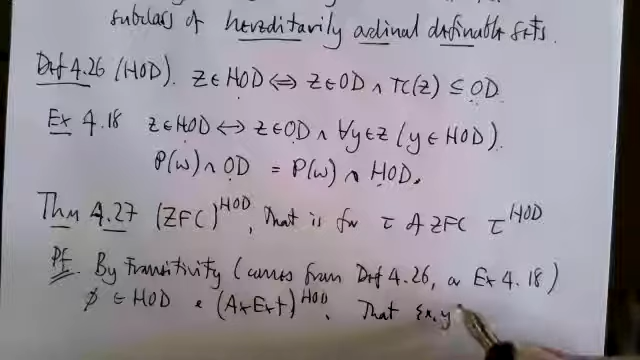 subclass of hereditarily ordinal definable sets.
Def 4.26 (HOD). z ∈ HOD ⟺ z ∈ OD ∧ TC(z) ⊆ OD.
Ex 4.18 z ∈ HOD ↔ z ∈ OD ∧ ∀y ∈ z (y ∈ HOD).
P(ω) ∩ OD = P(ω) ∩ HOD.
Thm 4.27 (ZFC)^HOD. That is for τ A ZFC τ^HOD
Pf. By Transitivity (comes from Def 4.26, or Ex 4.18)
∅ ∈ HOD & (AxExt)^HOD. That {x,y